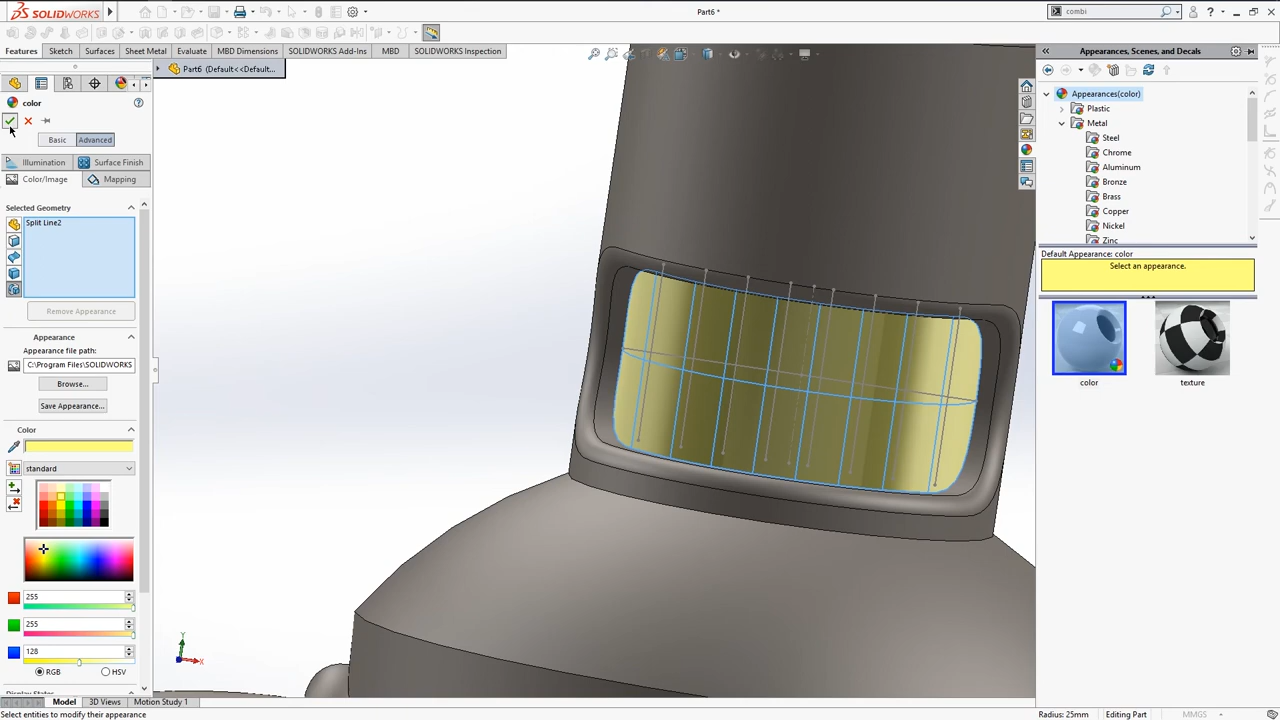 SOLIDWORKS
Part6 *
combi
Features
Sketch
Surfaces
Sheet Metal
Evaluate
MBD Dimensions
SOLIDWORKS Add-Ins
MBD
SOLIDWORKS Inspection
Part6 (Default<<Default...
Appearances, Scenes, and Decals
color
Basic
Advanced
Illumination
Surface Finish
Color/Image
Mapping
Selected Geometry
Split Line2
Remove Appearance
Appearance
Appearance file path:
C:\Program Files\SOLIDWORKS
Browse...
Save Appearance...
Color
standard
255
255
128
RGB
HSV
Display States
Appearances(color)
Plastic
Metal
Steel
Chrome
Aluminum
Bronze
Brass
Copper
Nickel
Zinc
Default Appearance: color
Select an appearance.
color
texture
Y
X
Model
3D Views
Motion Study 1
Select entities to modify their appearance
Radius: 25mm
Editing Part
MMGS